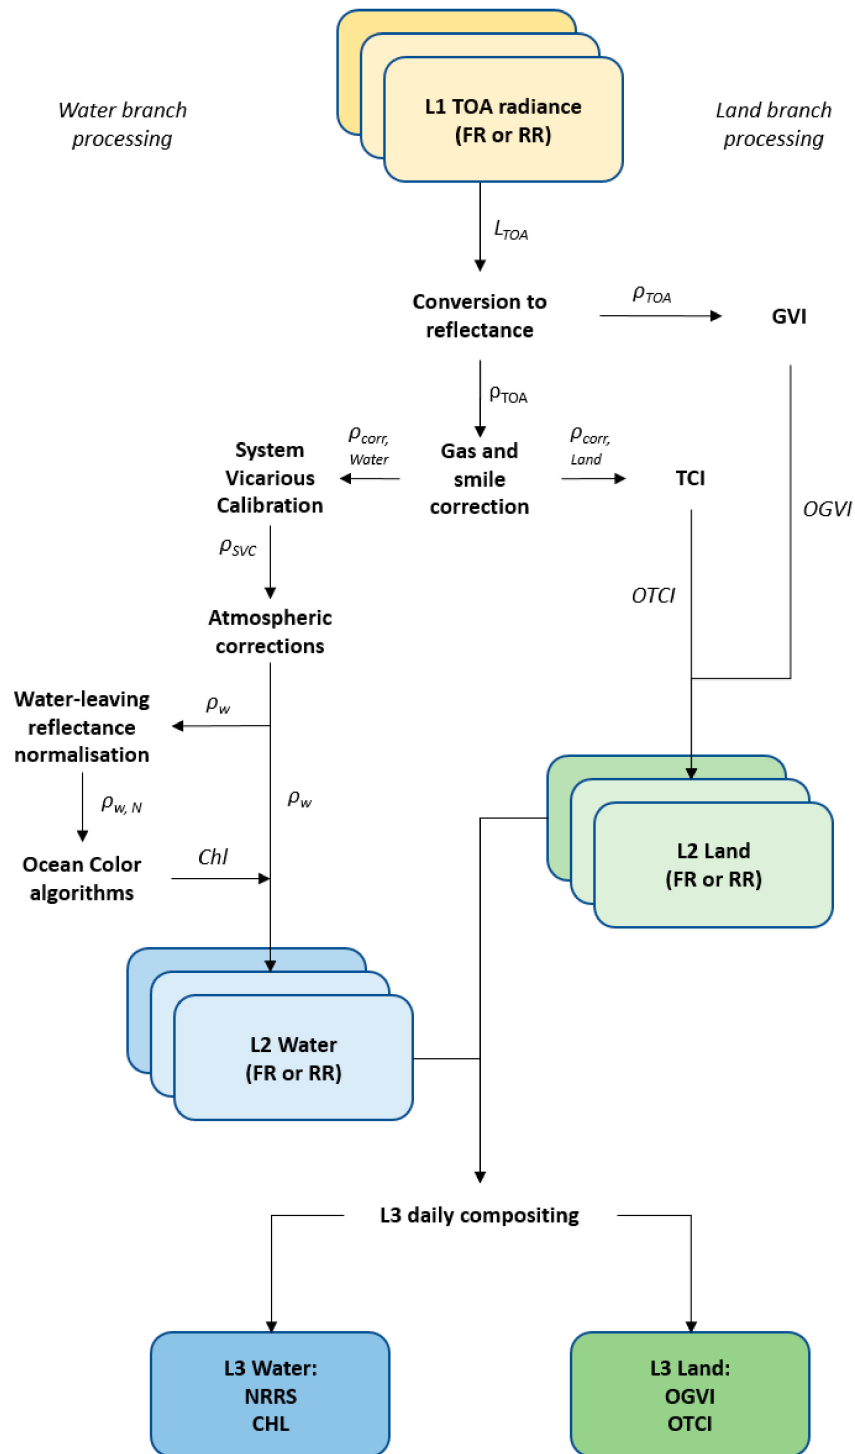 Water branch
processing
L1 TOA radiance
(FR or RR)
Land branch
processing
L_TOA
Conversion to
reflectance
ρ_TOA
GVI
ρ_TOA
System
Vicarious
Calibration
ρ_corr,
Water
Gas and
smile
correction
ρ_corr,
Land
TCI
OGVI
ρ_SVC
OTCI
Atmospheric
corrections
Water-leaving
reflectance
normalisation
ρ_w
ρ_w, N
ρ_w
Ocean Color
algorithms
Chl
L2 Land
(FR or RR)
L2 Water
(FR or RR)
L3 daily compositing
L3 Water:
NRRS
CHL
L3 Land:
OGVI
OTCI